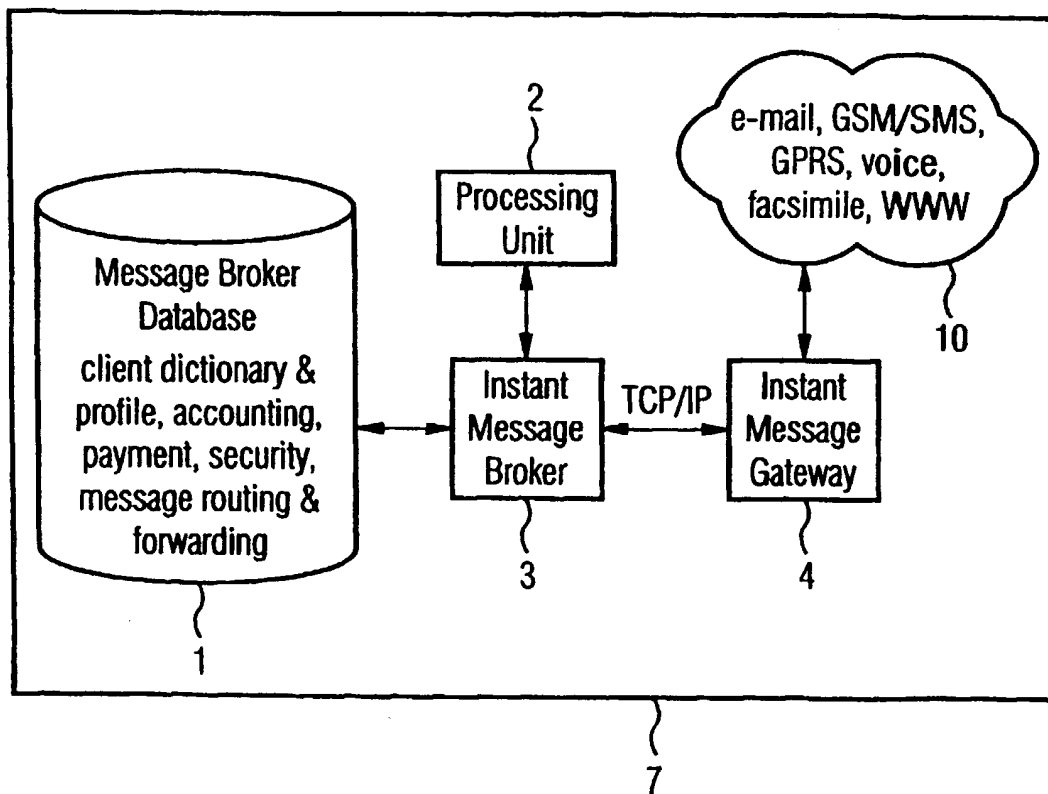 2
e-mail, GSM/SMS,
GPRS, voice,
facsimile, WWW
10
Processing
Unit
Message Broker
Database
client dictionary &
profile, accounting,
payment, security,
message routing &
forwarding
1
Instant
Message
Broker
3
TCP/IP
Instant
Message
Gateway
4
7